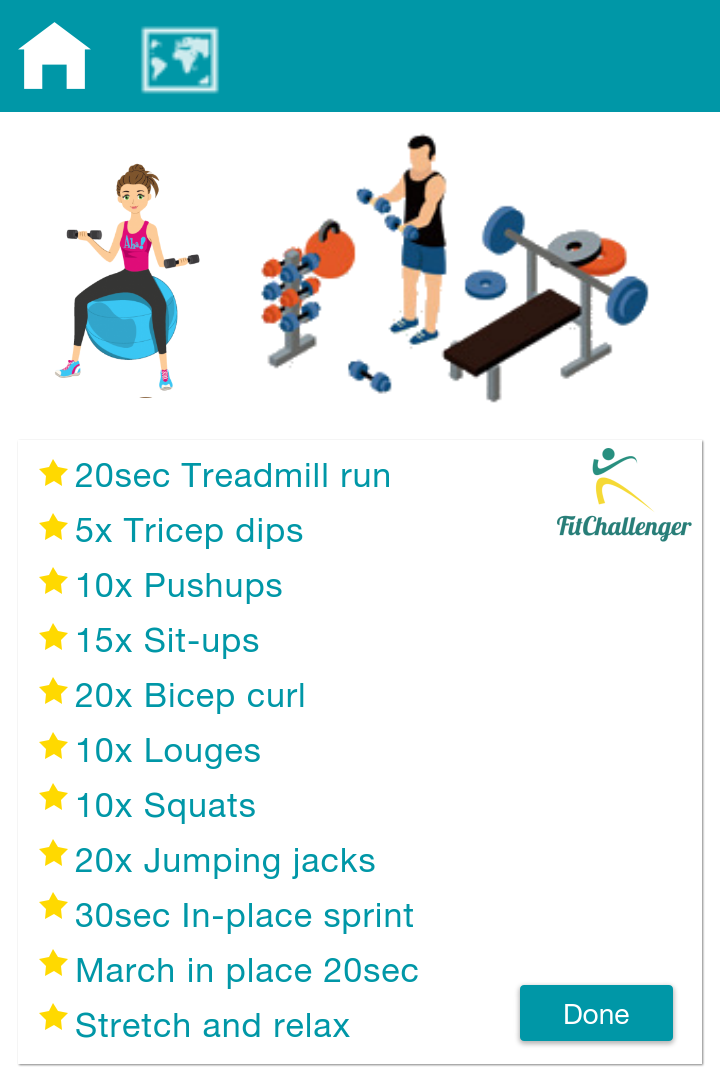 Aba!
20sec Treadmill run
FitChallenger
5x Tricep dips
10x Pushups
15x Sit-ups
20x Bicep curl
10x Louges
10x Squats
20x Jumping jacks
30sec In-place sprint
March in place 20sec
Stretch and relax
Done